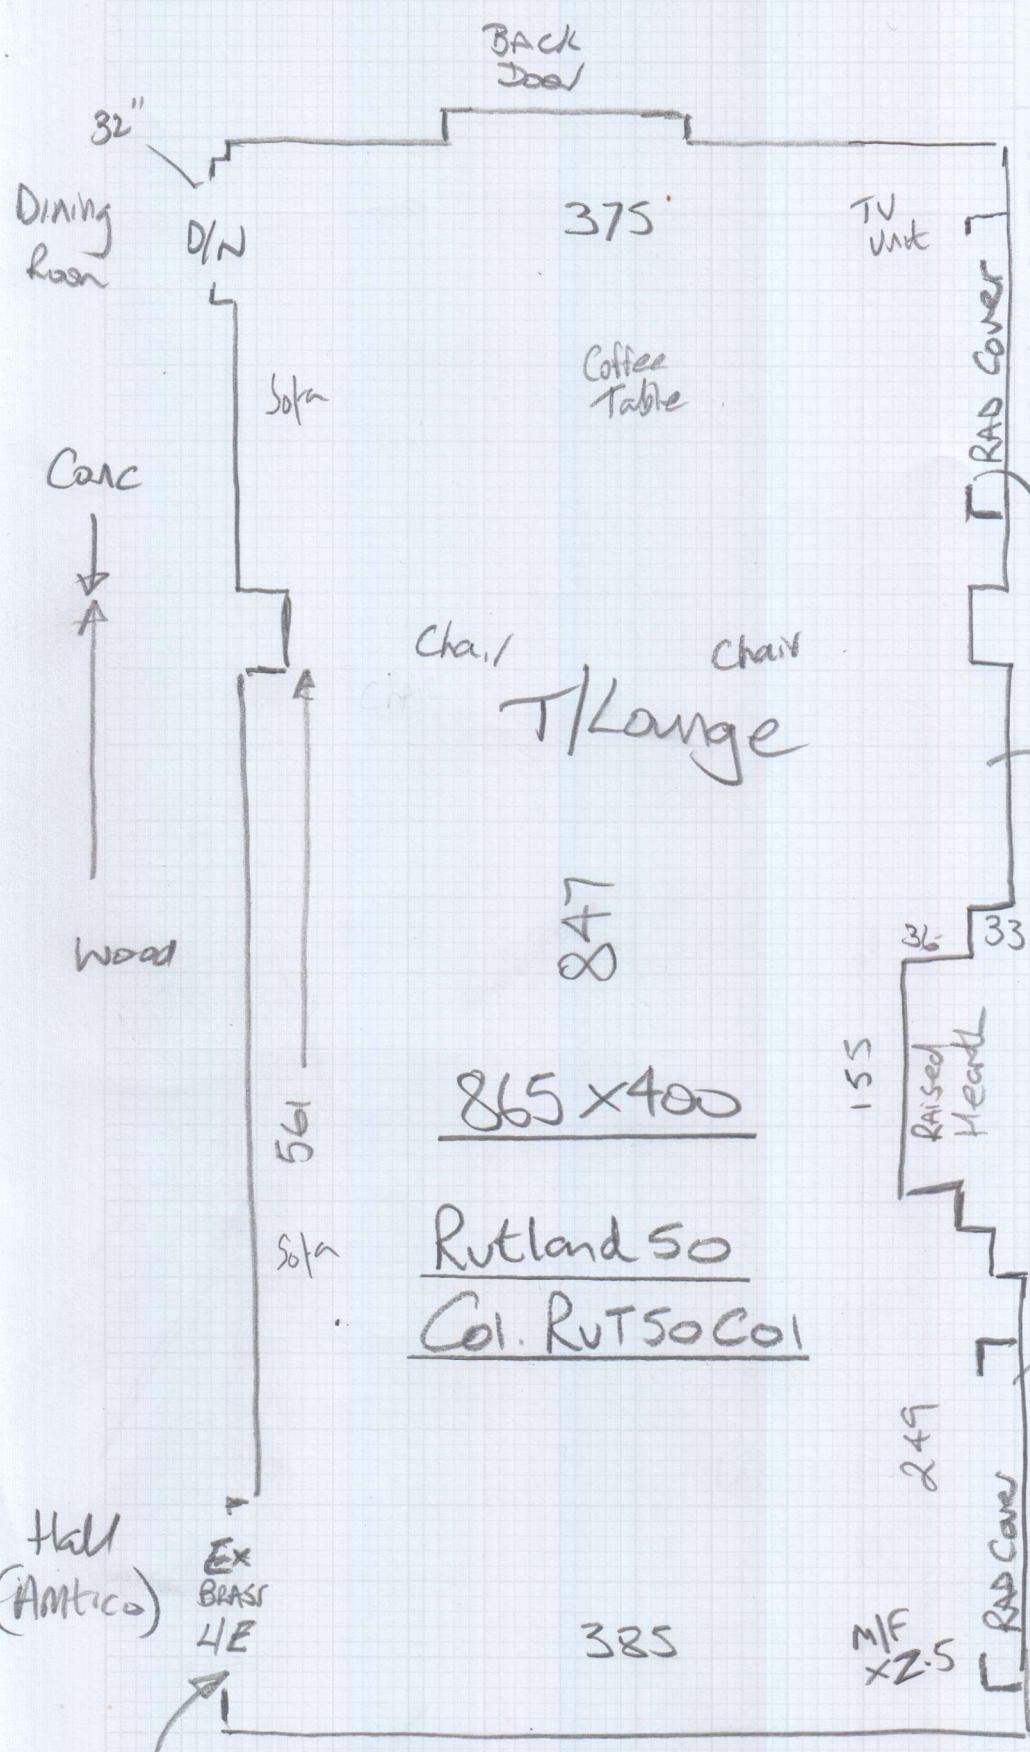 BACK
Door
32"
Dining
Room
D/N
375
TV
Unit
RAD Cover
Sofa
Coffee
Table
Conc
Chair
Chair
T/Lounge
Wood
847
36
33
155
Raised
Hearth
561
865 x 400
Sofa
Rutland 50
Col. RUT50C01
249
RAD Cover
Hall
(Amtico)
Ex
BRASS
4E
385
M/F
x2.5